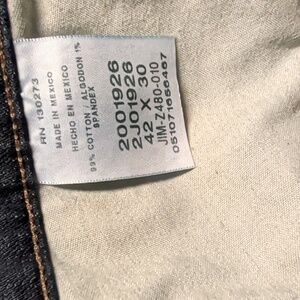 RN 130273
MADE IN MEXICO
HECHO EN MEXICO
99% COTTON / ALGODON 1%
SPANDEX
2001926
2J01926
42 X 30
JIM-Z480-010
051071655467